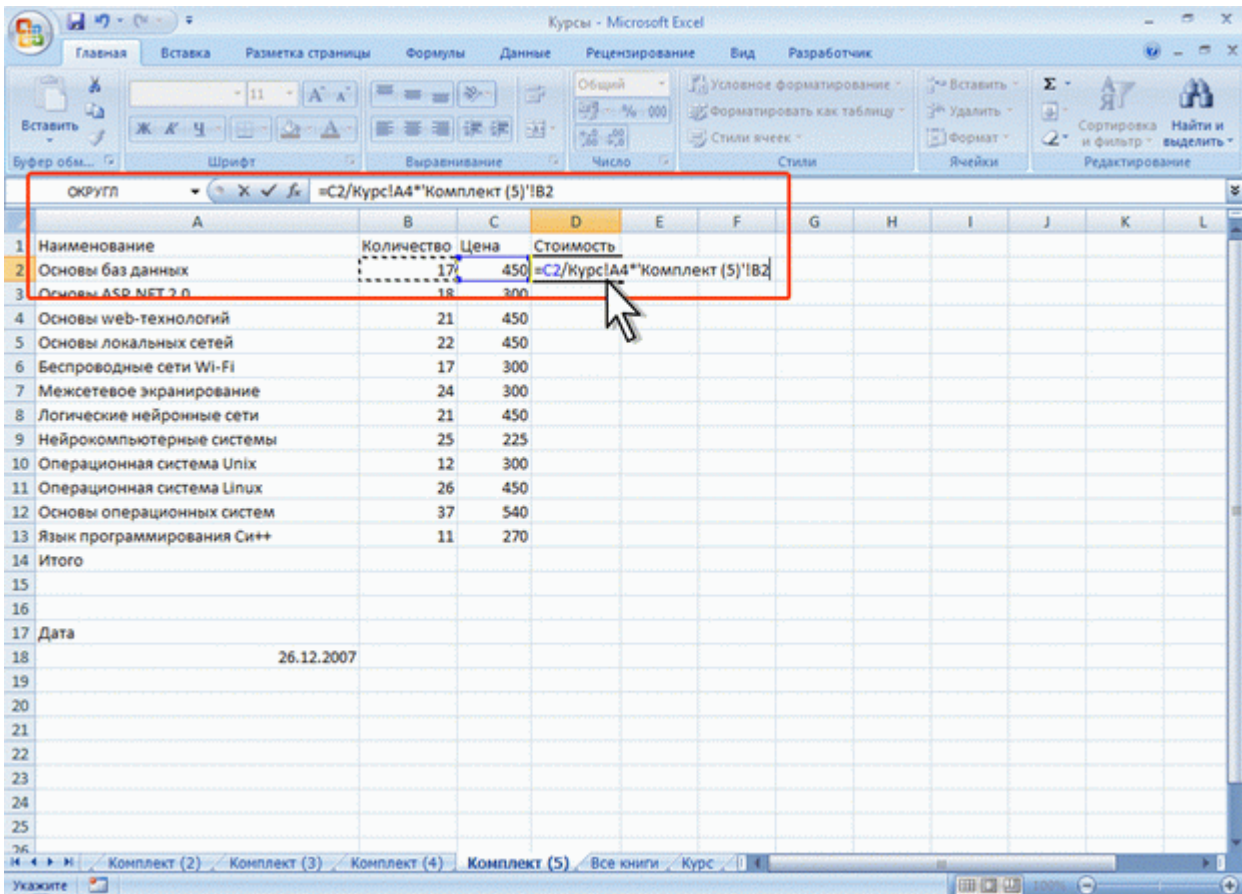 Курсы - Microsoft Excel
Главная Вставка Разметка страницы Формулы Данные Рецензирование Вид Разработчик
11 Общий Условное форматирование Вставить Σ
Вставить Ж К Ч % 000 Форматировать как таблицу Удалить Сортировка и фильтр Найти и выделить
Стили ячеек Формат
Буфер обм... Шрифт Выравнивание Число Стили Ячейки Редактирование
ОКРУГЛ fx =C2/Курс!A4*'Комплект (5)'!B2
A B C D E F G H I J K L
1 Наименование Количество Цена Стоимость
2 Основы баз данных 17 450 =C2/Курс!A4*'Комплект (5)'!B2
3 Основы ASP.NET 2.0 18 300
4 Основы web-технологий 21 450
5 Основы локальных сетей 22 450
6 Беспроводные сети Wi-Fi 17 300
7 Межсетевое экранирование 24 300
8 Логические нейронные сети 21 450
9 Нейрокомпьютерные системы 25 225
10 Операционная система Unix 12 300
11 Операционная система Linux 26 450
12 Основы операционных систем 37 540
13 Язык программирования Си++ 11 270
14 Итого
15
16
17 Дата
18 26.12.2007
19
20
21
22
23
24
25
26
Комплект (2) Комплект (3) Комплект (4) Комплект (5) Все книги Курс
Укажите 100%